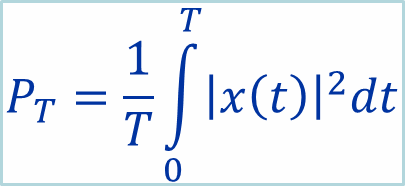 P_T = \frac{1}{T} \int_0^T |x(t)|^2 dt